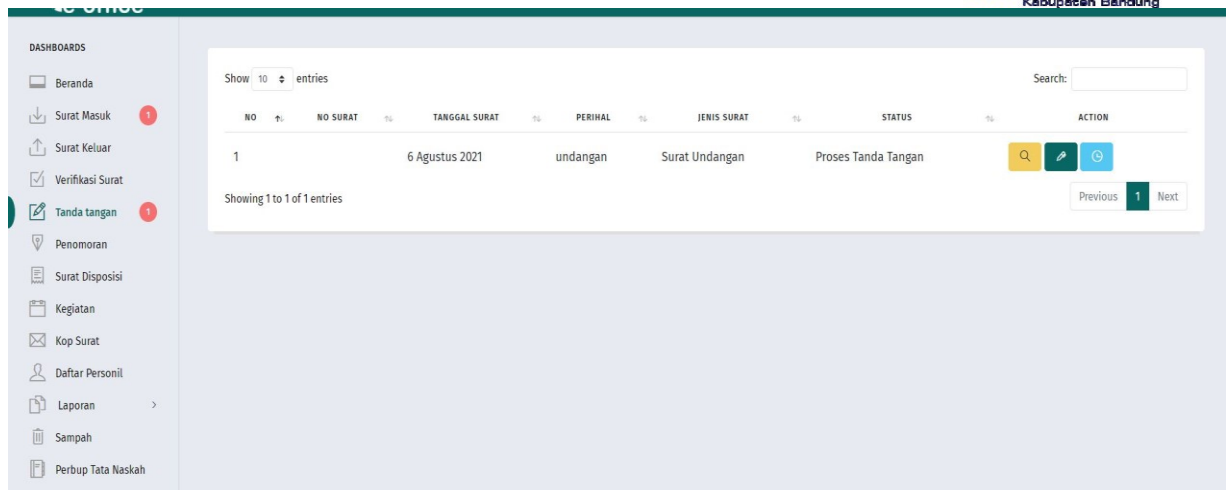 e-office
Kabupaten Bandung
DASHBOARDS
Beranda
Surat Masuk 1
Surat Keluar
Verifikasi Surat
Tanda tangan 1
Penomoran
Surat Disposisi
Kegiatan
Kop Surat
Daftar Personil
Laporan >
Sampah
Perbup Tata Naskah
Show 10 entries
Search:
NO NO SURAT TANGGAL SURAT PERIHAL JENIS SURAT STATUS ACTION
1 6 Agustus 2021 undangan Surat Undangan Proses Tanda Tangan
Showing 1 to 1 of 1 entries
Previous 1 Next